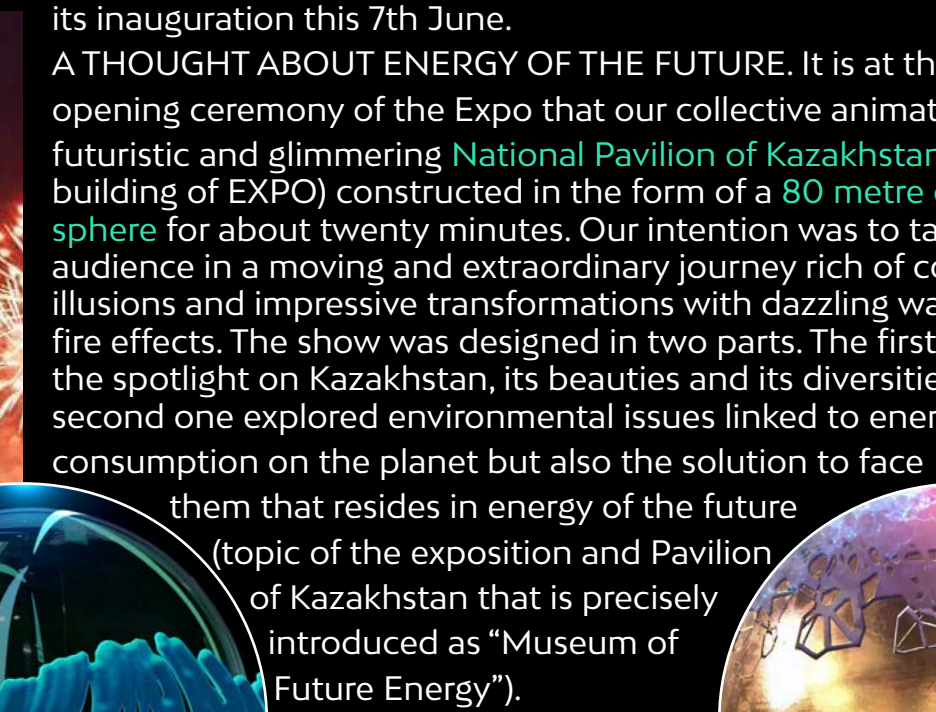 its inauguration this 7th June.
A THOUGHT ABOUT ENERGY OF THE FUTURE. It is at th
opening ceremony of the Expo that our collective animat
futuristic and glimmering National Pavilion of Kazakhstan
building of EXPO) constructed in the form of a 80 metre
sphere for about twenty minutes. Our intention was to ta
audience in a moving and extraordinary journey rich of co
illusions and impressive transformations with dazzling wa
fire effects. The show was designed in two parts. The first
the spotlight on Kazakhstan, its beauties and its diversitie
second one explored environmental issues linked to ener
consumption on the planet but also the solution to face
them that resides in energy of the future
(topic of the exposition and Pavilion
of Kazakhstan that is precisely
introduced as “Museum of
Future Energy”).